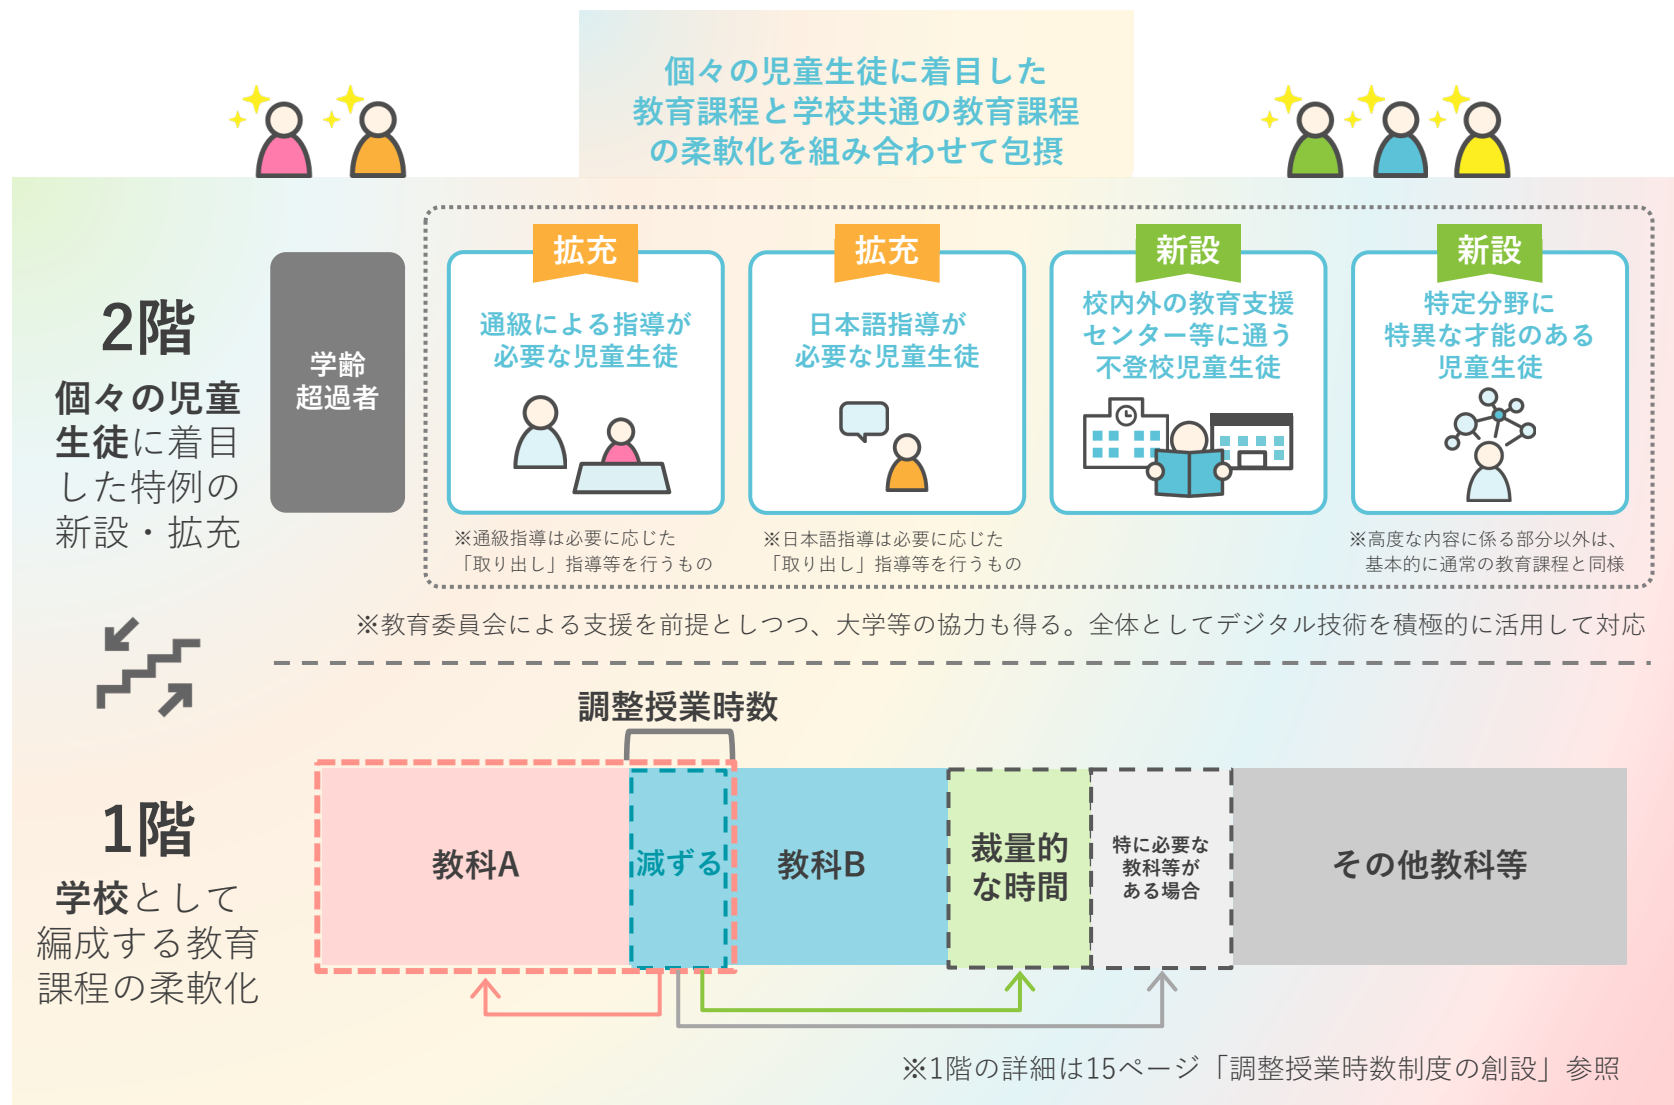 個々の児童生徒に着目した
教育課程と学校共通の教育課程
の柔軟化を組み合わせて包摂
2階
個々の児童
生徒に着目
した特例の
新設・拡充
学齢
超過者
拡充
通級による指導が
必要な児童生徒
※通級指導は必要に応じた
「取り出し」指導等を行うもの
拡充
日本語指導が
必要な児童生徒
※日本語指導は必要に応じた
「取り出し」指導等を行うもの
新設
校内外の教育支援
センター等に通う
不登校児童生徒
新設
特定分野に
特異な才能のある
児童生徒
※高度な内容に係る部分以外は、
基本的に通常の教育課程と同様
※教育委員会による支援を前提としつつ、大学等の協力も得る。全体としてデジタル技術を積極的に活用して対応
1階
学校として
編成する教育
課程の柔軟化
調整授業時数
教科A
減ずる
教科B
裁量的
な時間
特に必要な
教科等が
ある場合
その他教科等
※1階の詳細は15ページ「調整授業時数制度の創設」参照